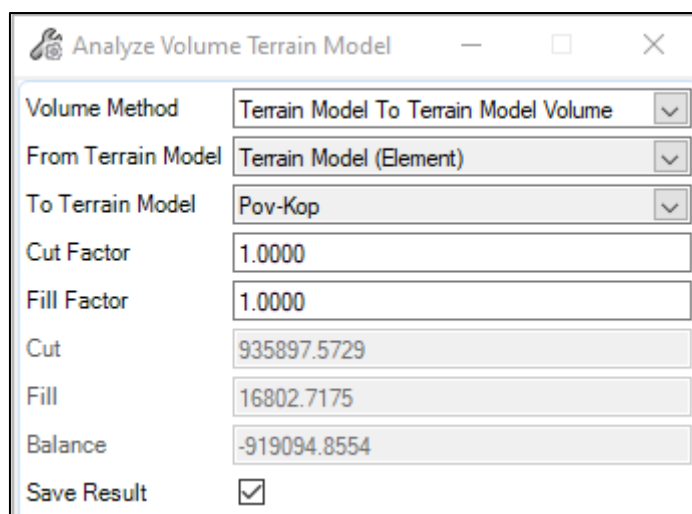 Analyze Volume Terrain Model
Volume Method Terrain Model To Terrain Model Volume
From Terrain Model Terrain Model (Element)
To Terrain Model Pov-Kop
Cut Factor 1.0000
Fill Factor 1.0000
Cut 935897.5729
Fill 16802.7175
Balance -919094.8554
Save Result